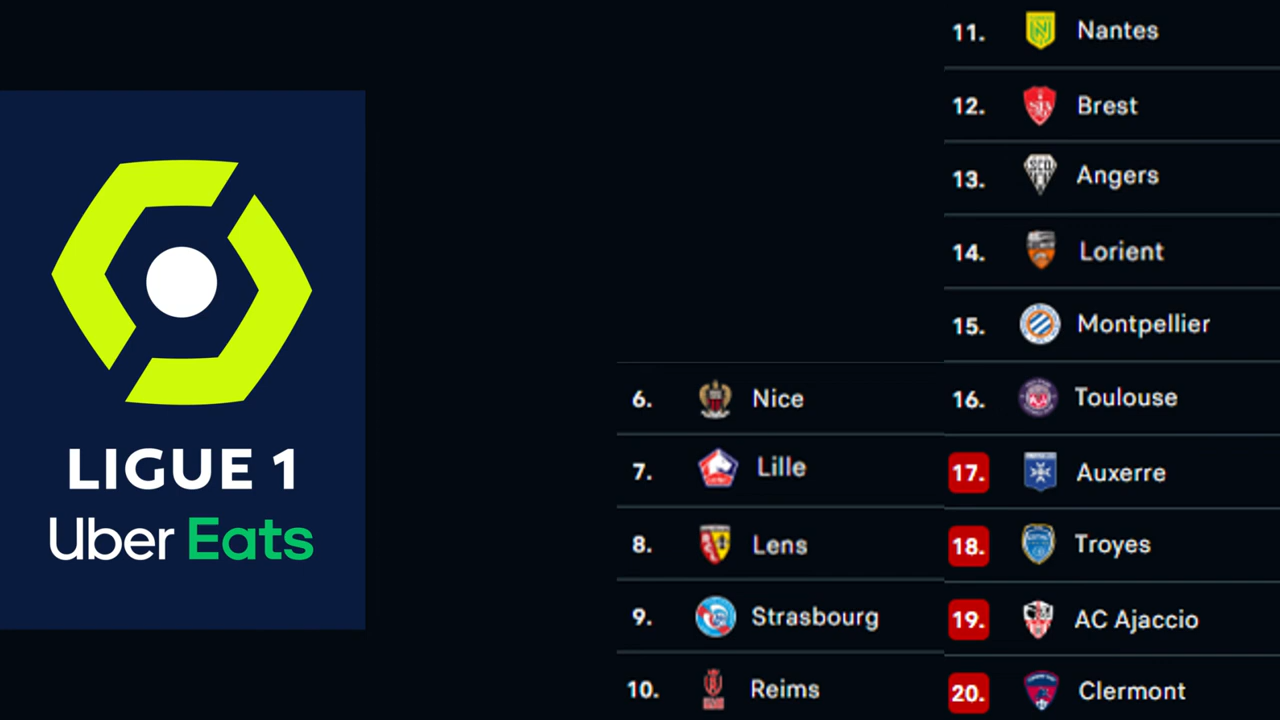 LIGUE 1
Uber Eats
6. Nice
7. Lille
8. Lens
9. Strasbourg
10. Reims
11. Nantes
12. Brest
13. Angers
14. Lorient
15. Montpellier
16. Toulouse
17. Auxerre
18. Troyes
19. AC Ajaccio
20. Clermont